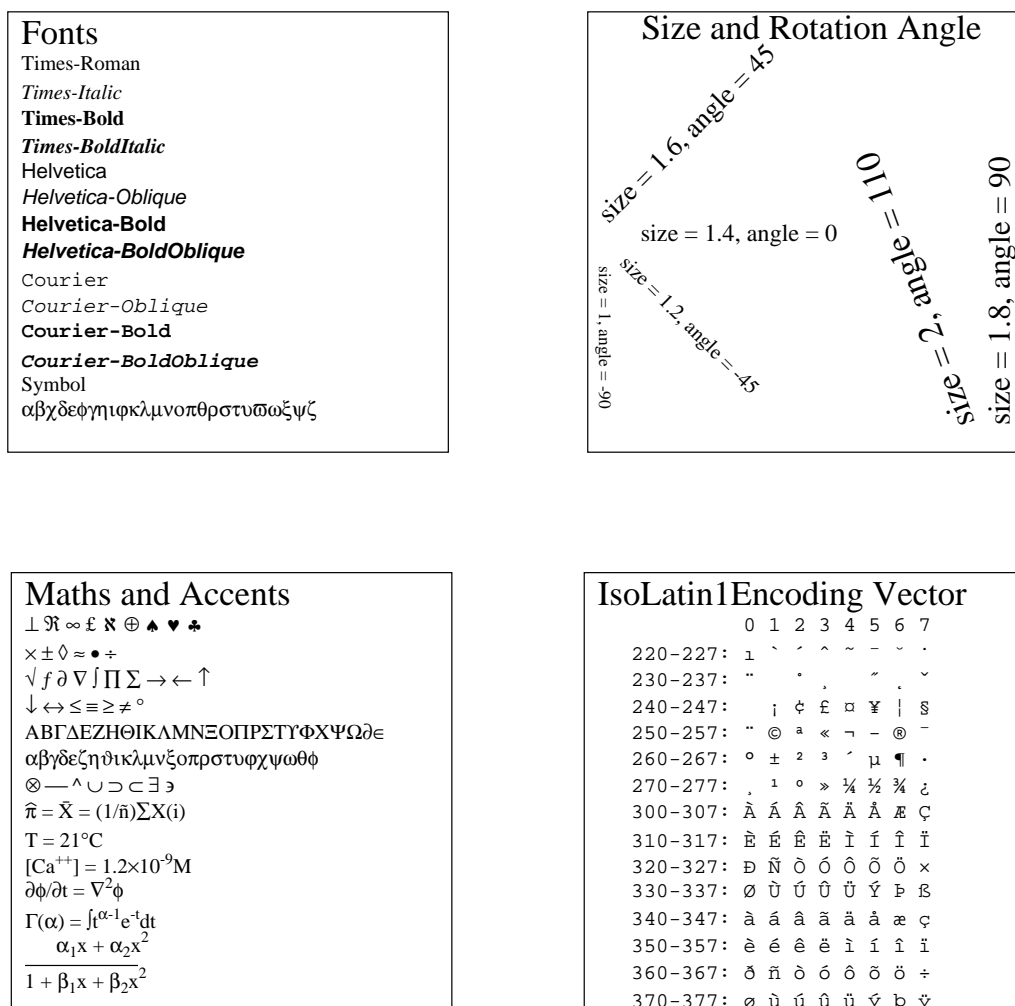 Fonts
Times-Roman
Times-Italic
Times-Bold
Times-BoldItalic
Helvetica
Helvetica-Oblique
Helvetica-Bold
Helvetica-BoldOblique
Courier
Courier-Oblique
Courier-Bold
Courier-BoldOblique
Symbol
αβχδεφγηιφκλμνοπθρστυϖωξψζ
Size and Rotation Angle
size = 1.6, angle = 45
size = 1.4, angle = 0
size = 1.2, angle = -45
size = 1, angle = -90
size = 2, angle = 110
size = 1.8, angle = 90
Maths and Accents
⊥ ℜ ∞ £ ℵ ⊕ ♠ ♥ ♣
× ± ◊ ≈ • ÷
√ ƒ ∂ ∇ ∫ ∏ ∑ → ← ↑
↓ ↔ ≤ ≡ ≥ ≠ °
ΑΒΓΔΕΖΗΘΙΚΛΜΝΞΟΠΡΣΤΥΦΧΨΩ∂∈
αβγδεζηϑικλμνξοπρστυφχψωθϕ
⊗ — ^ ∪ ⊃ ⊂ ∃ ∍
π̂ = X̄ = (1/ñ)∑X(i)
T = 21°C
[Ca⁺⁺] = 1.2×10⁻⁹M
∂ϕ/∂t = ∇²ϕ
Γ(α) = ∫t^α-1 e^-t dt
α₁x + α₂x²
1 + β₁x + β₂x²
IsoLatin1Encoding Vector
0 1 2 3 4 5 6 7
220-227: ı ` ´ ˆ ˜ ¯ ˘ ˙
230-237: ¨ ˚ ¸ ˝ ˛ ˇ
240-247: ¡ ¢ £ ¤ ¥ ¦ §
250-257: ¨ © ª « ¬ - ® ¯
260-267: ° ± ² ³ ´ µ ¶ ·
270-277: ¸ ¹ º » ¼ ½ ¾ ¿
300-307: À Á Â Ã Ä Å Æ Ç
310-317: È É Ê Ë Ì Í Î Ï
320-327: Ð Ñ Ò Ó Ô Õ Ö ×
330-337: Ø Ù Ú Û Ü Ý Þ ß
340-347: à á â ã ä å æ ç
350-357: è é ê ë ì í î ï
360-367: ð ñ ò ó ô õ ö ÷
370-377: ø ù ú û ü ý þ ÿ